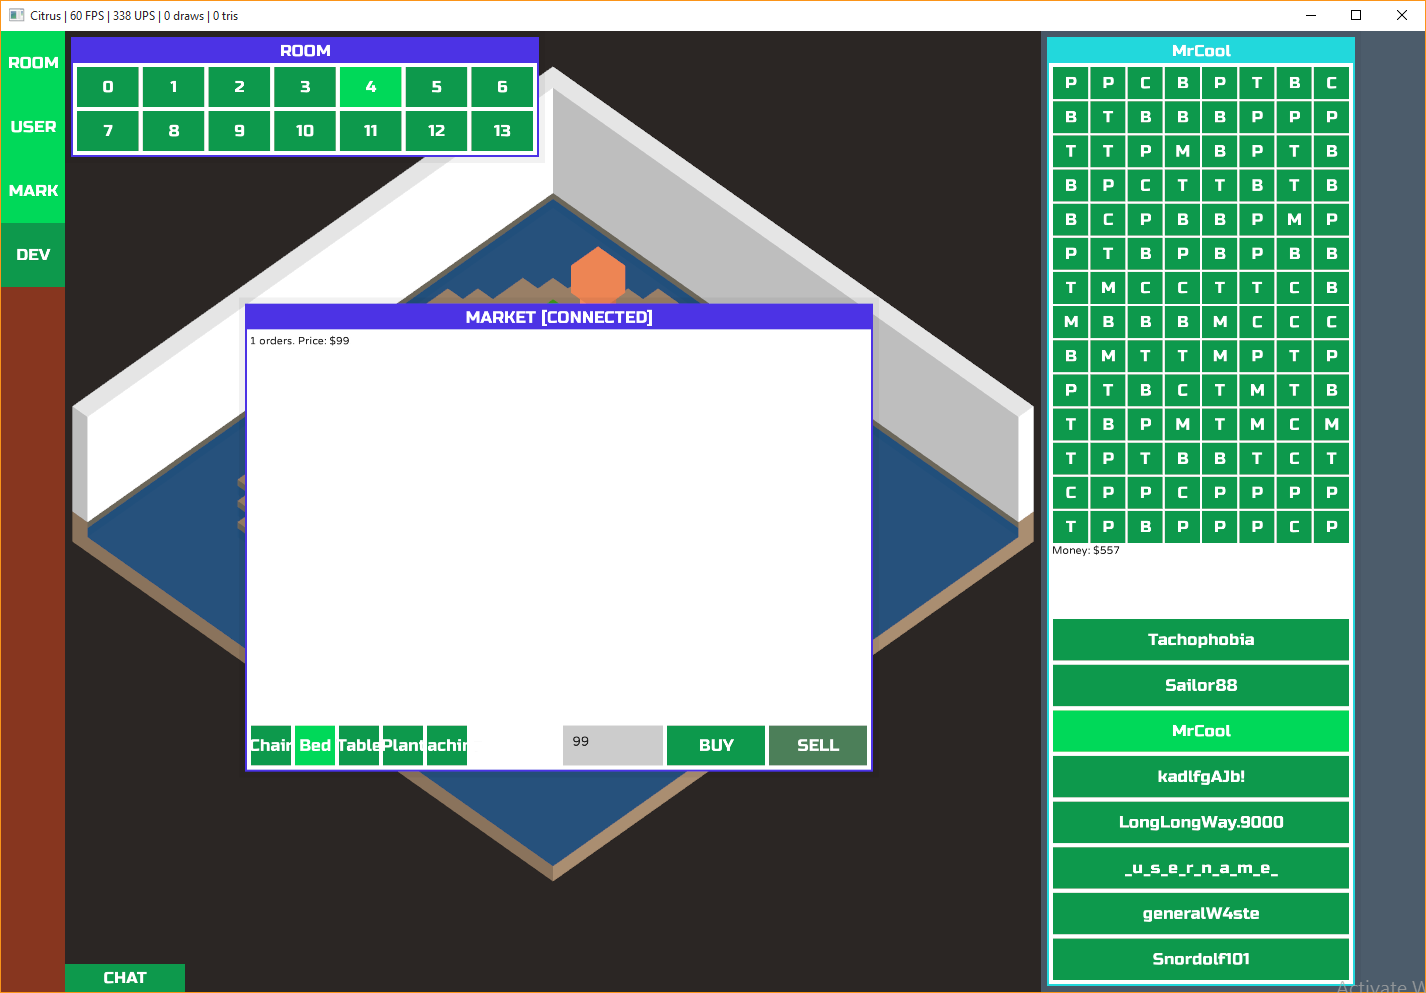 Citrus | 60 FPS | 338 UPS | 0 draws | 0 tris
ROOM
USER
MARK
DEV
ROOM
0 1 2 3 4 5 6
7 8 9 10 11 12 13
MARKET [CONNECTED]
1 orders. Price: $99
Chair Bed Table Plant achin 99 BUY SELL
CHAT
MrCool
P P C B P T B C
B T B B B P P P
T T P M B P T B
B P C T T B T B
B C P B B P M P
P T B P B P B B
T M C C T T C B
M B B B M C C C
B M T T M P T P
P T B C T M T B
T B P M T M C M
T P T B B T C T
C P P C P P P P
T P B P P P C P
Money: $557
Tachophobia
Sailor88
MrCool
kadlfgAJb!
LongLongWay.9000
_u_s_e_r_n_a_m_e_
generalW4ste
Snordolf101
Activate W